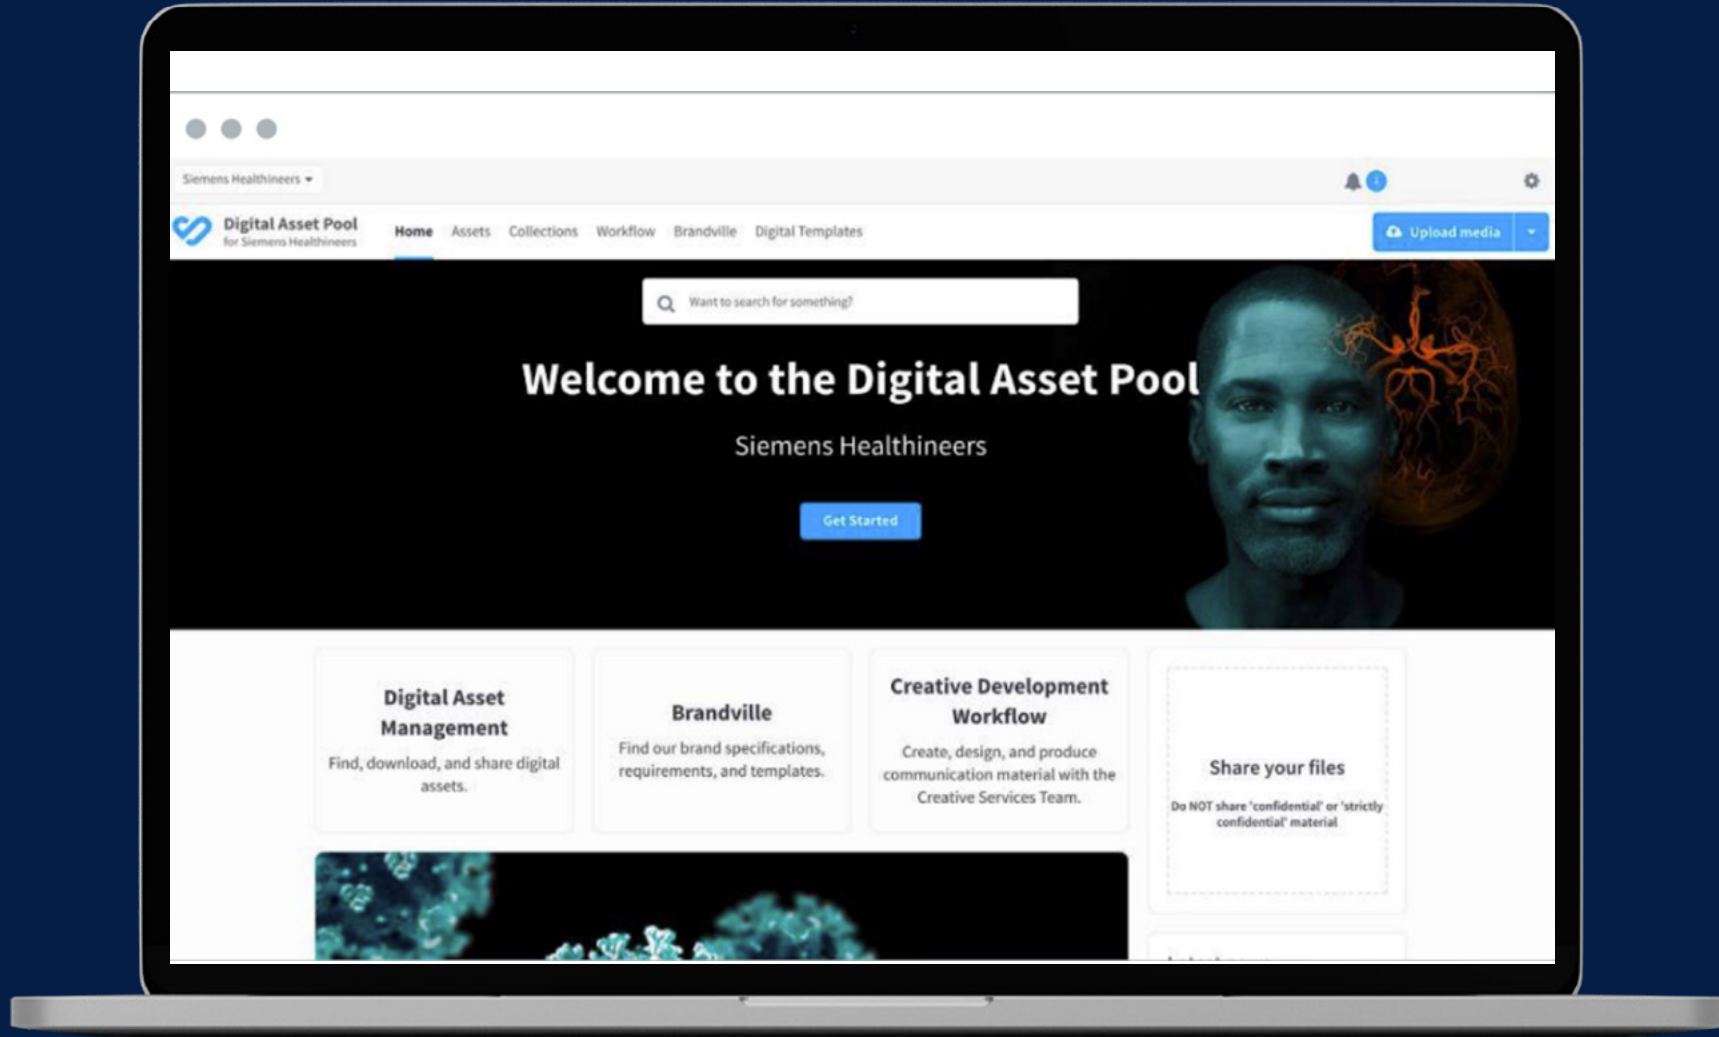 Siemens Healthineers
1
Digital Asset Pool
for Siemens Healthineers
Home Assets Collections Workflow Brandville Digital Templates
Upload media
Want to search for something?
Welcome to the Digital Asset Pool
Siemens Healthineers
Get Started
Digital Asset
Management
Find, download, and share digital
assets.
Brandville
Find our brand specifications,
requirements, and templates.
Creative Development
Workflow
Create, design, and produce
communication material with the
Creative Services Team.
Share your files
Do NOT share 'confidential' or 'strictly
confidential' material